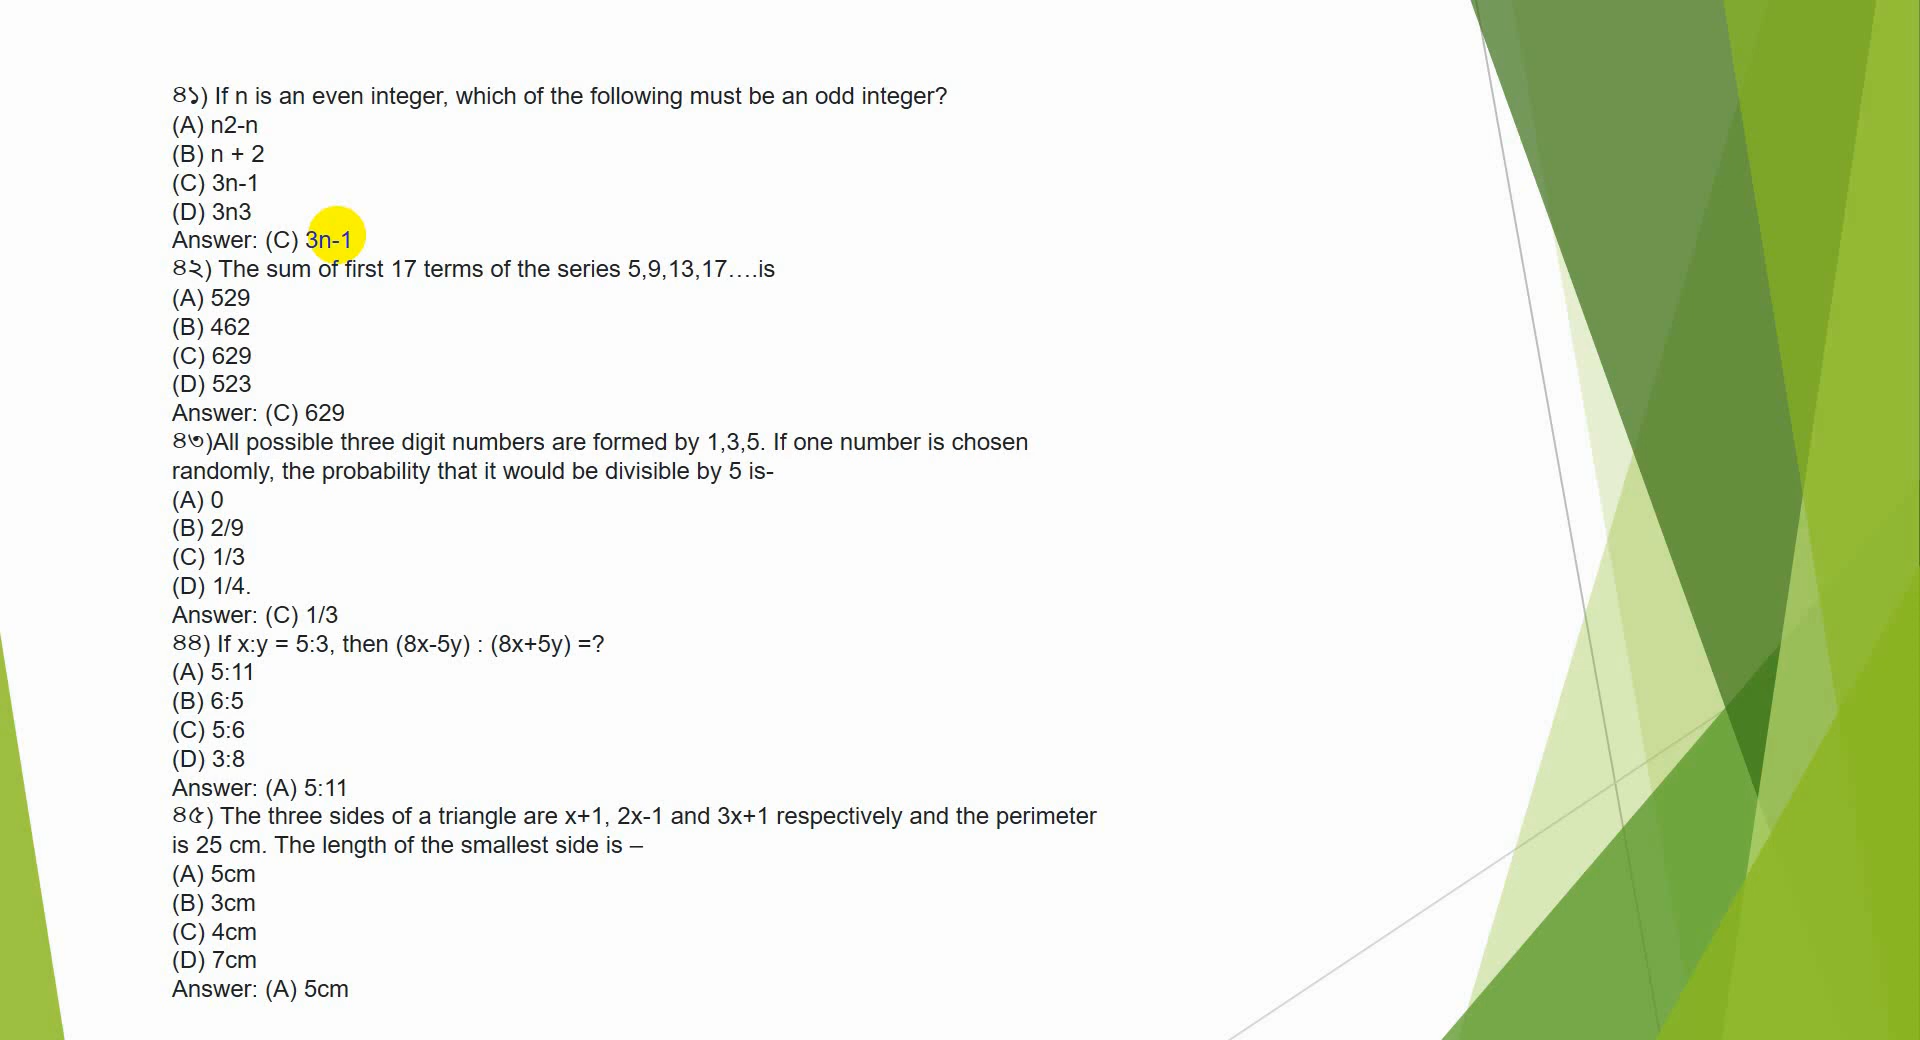 ৪১) If n is an even integer, which of the following must be an odd integer?
(A) n2-n
(B) n + 2
(C) 3n-1
(D) 3n3
Answer: (C) 3n-1
৪২) The sum of first 17 terms of the series 5,9,13,17….is
(A) 529
(B) 462
(C) 629
(D) 523
Answer: (C) 629
৪৩)All possible three digit numbers are formed by 1,3,5. If one number is chosen
randomly, the probability that it would be divisible by 5 is-
(A) 0
(B) 2/9
(C) 1/3
(D) 1/4.
Answer: (C) 1/3
৪৪) If x:y = 5:3, then (8x-5y) : (8x+5y) =?
(A) 5:11
(B) 6:5
(C) 5:6
(D) 3:8
Answer: (A) 5:11
৪৫) The three sides of a triangle are x+1, 2x-1 and 3x+1 respectively and the perimeter
is 25 cm. The length of the smallest side is –
(A) 5cm
(B) 3cm
(C) 4cm
(D) 7cm
Answer: (A) 5cm